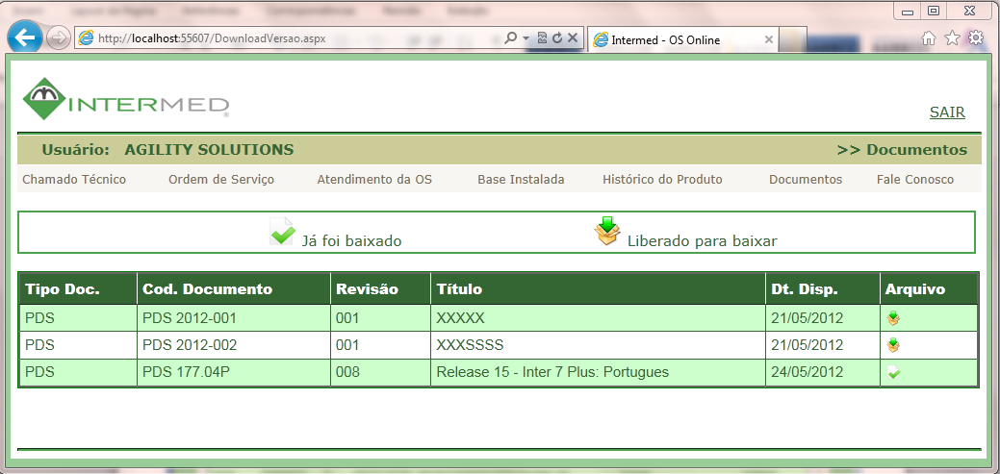 http://localhost:55607/DownloadVersao.aspx
Intermed - OS Online
INTERMED
SAIR
Usuário: AGILITY SOLUTIONS >> Documentos
Chamado Técnico Ordem de Serviço Atendimento da OS Base Instalada Histórico do Produto Documentos Fale Conosco
Já foi baixado Liberado para baixar
Tipo Doc. Cod. Documento Revisão Título Dt. Disp. Arquivo
PDS PDS 2012-001 001 XXXXX 21/05/2012
PDS PDS 2012-002 001 XXXSSSS 21/05/2012
PDS PDS 177.04P 008 Release 15 - Inter 7 Plus: Portugues 24/05/2012